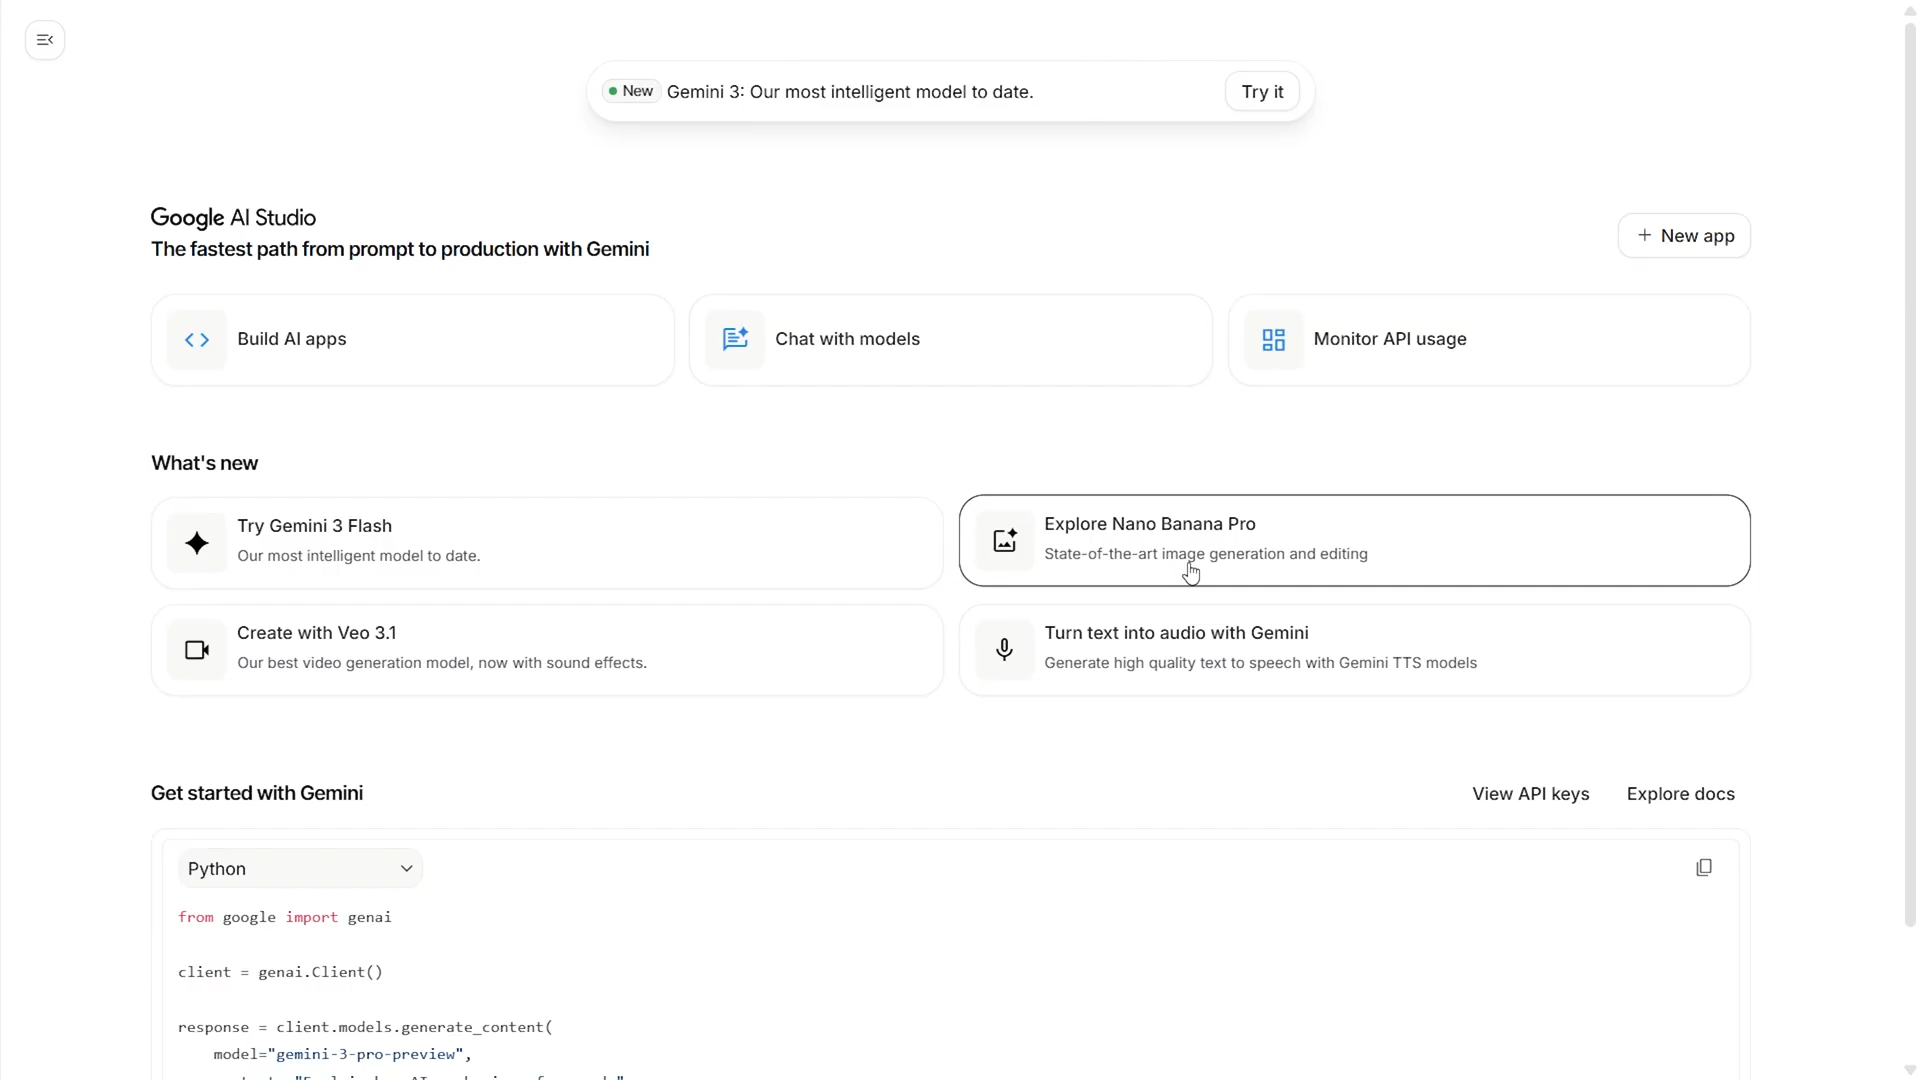 New Gemini 3: Our most intelligent model to date. Try it
Google AI Studio
The fastest path from prompt to production with Gemini
+ New app
Build AI apps
Chat with models
Monitor API usage
What's new
Try Gemini 3 Flash
Our most intelligent model to date.
Explore Nano Banana Pro
State-of-the-art image generation and editing
Create with Veo 3.1
Our best video generation model, now with sound effects.
Turn text into audio with Gemini
Generate high quality text to speech with Gemini TTS models
Get started with Gemini
View API keys
Explore docs
Python
from google import genai
client = genai.Client()
response = client.models.generate_content(
model="gemini-3-pro-preview",